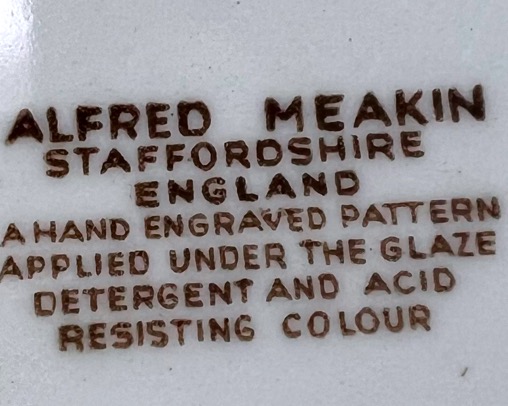 ALFRED MEAKIN
STAFFORDSHIRE
ENGLAND
A HAND ENGRAVED PATTERN
APPLIED UNDER THE GLAZE
DETERGENT AND ACID
RESISTING COLOUR